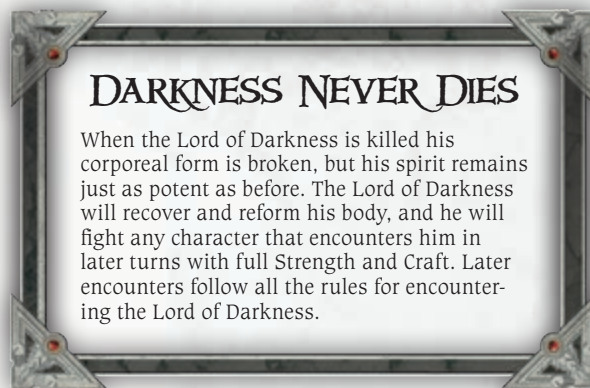 Darkness Never Dies
When the Lord of Darkness is killed his
corporeal form is broken, but his spirit remains
just as potent as before. The Lord of Darkness
will recover and reform his body, and he will
fight any character that encounters him in
later turns with full Strength and Craft. Later
encounters follow all the rules for encounter-
ing the Lord of Darkness.